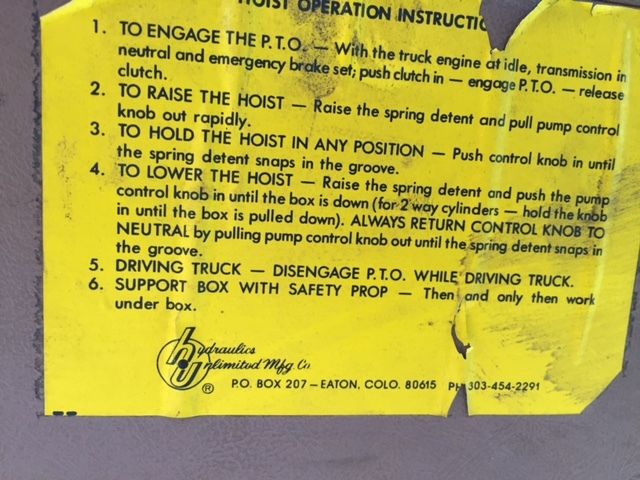 HOIST OPERATION INSTRUCTIO
1. TO ENGAGE THE P.T.O. — With the truck engine at idle, transmission in
neutral and emergency brake set; push clutch in — engage P.T.O. — release
clutch.
2. TO RAISE THE HOIST — Raise the spring detent and pull pump control
knob out rapidly.
3. TO HOLD THE HOIST IN ANY POSITION — Push control knob in until
the spring detent snaps in the groove.
4. TO LOWER THE HOIST — Raise the spring detent and push the pump
control knob in until the box is down (for 2 way cylinders — hold the knob
in until the box is pulled down). ALWAYS RETURN CONTROL KNOB TO
NEUTRAL by pulling pump control knob out until the spring detent snaps in
the groove.
5. DRIVING TRUCK — DISENGAGE P.T.O. WHILE DRIVING TRUCK.
6. SUPPORT BOX WITH SAFETY PROP — Then and only then work
under box.
hydraulics
Unlimited Mfg. Co.
®
P.O. BOX 207 — EATON, COLO. 80615 PH 303-454-2291